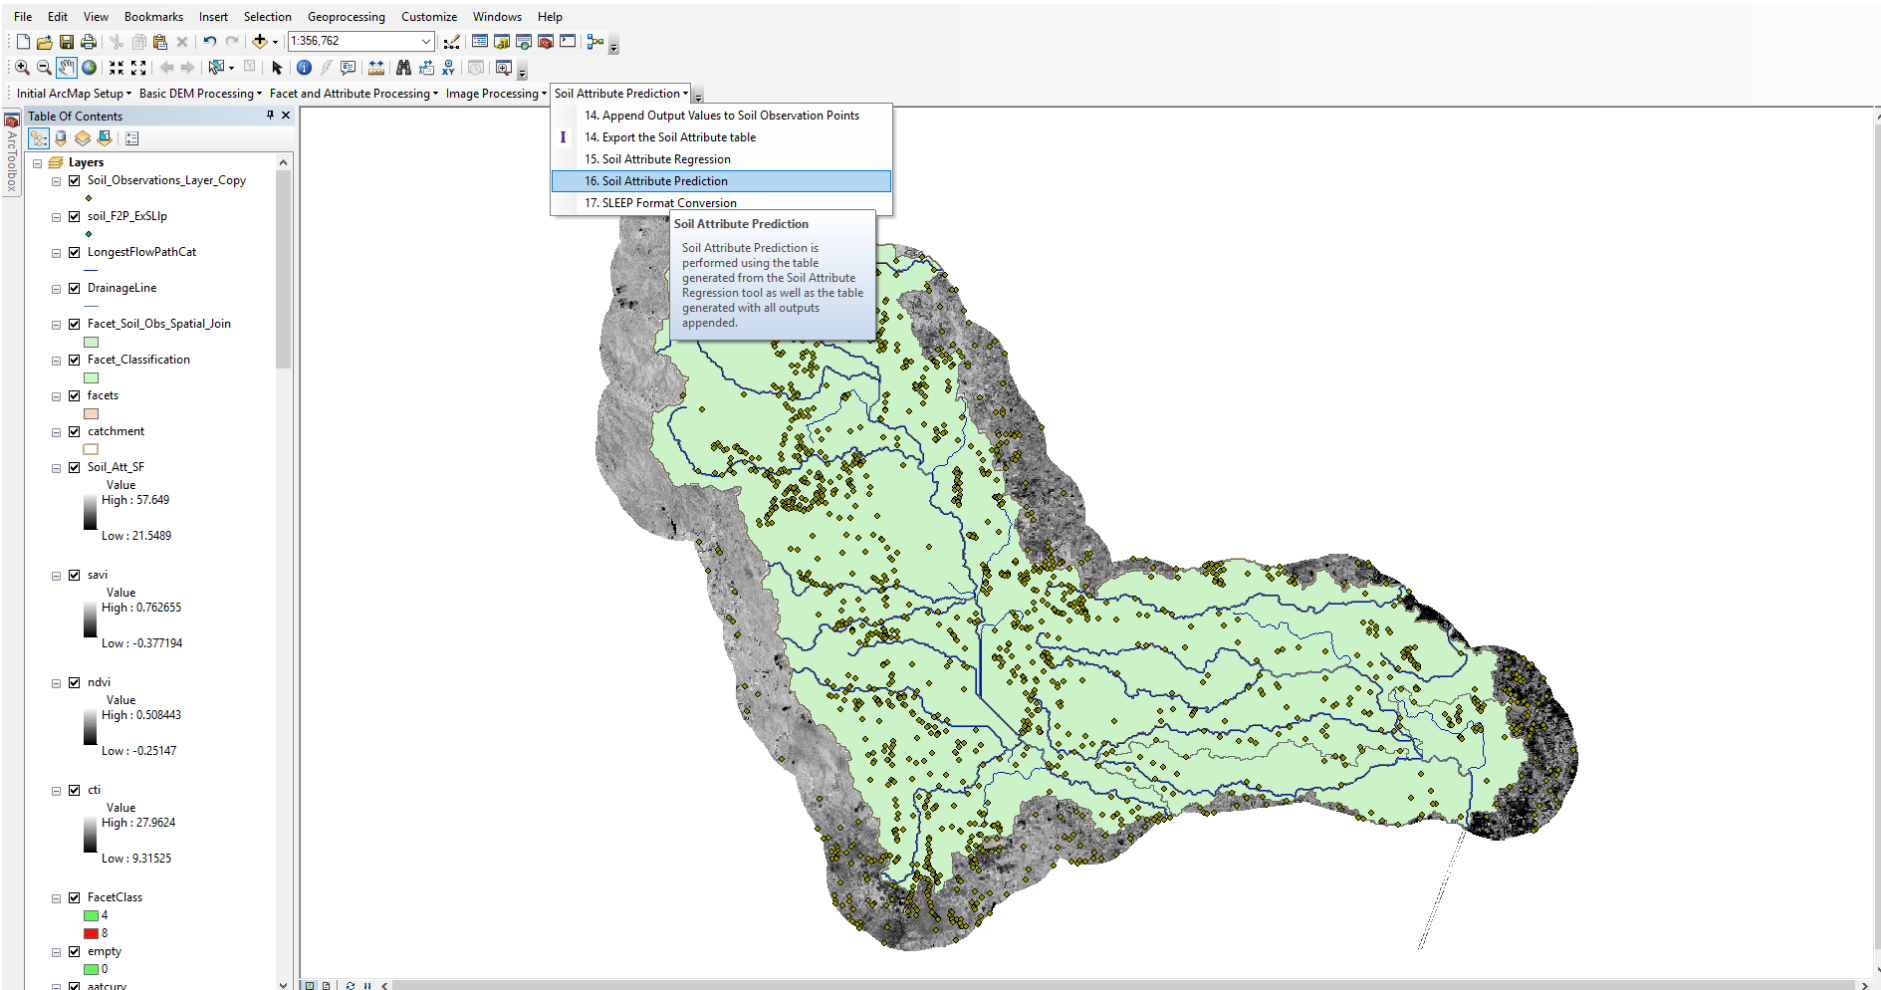 File Edit View Bookmarks Insert Selection Geoprocessing Customize Windows Help
1:356,762
Initial ArcMap Setup Basic DEM Processing Facet and Attribute Processing Image Processing Soil Attribute Prediction
14. Append Output Values to Soil Observation Points
14. Export the Soil Attribute table
15. Soil Attribute Regression
16. Soil Attribute Prediction
17. SLEEP Format Conversion
Soil Attribute Prediction
Soil Attribute Prediction is
performed using the table
generated from the Soil Attribute
Regression tool as well as the table
generated with all outputs
appended.
ArcToolbox
Table Of Contents
Layers
Soil_Observations_Layer_Copy
soil_F2P_ExSLIp
LongestFlowPathCat
DrainageLine
Facet_Soil_Obs_Spatial_Join
Facet_Classification
facets
catchment
Soil_Att_SF
Value
High : 57.649
Low : 21.5489
savi
Value
High : 0.762655
Low : -0.377194
ndvi
Value
High : 0.508443
Low : -0.25147
cti
Value
High : 27.9624
Low : 9.31525
FacetClass
4
8
empty
0
aatcurv